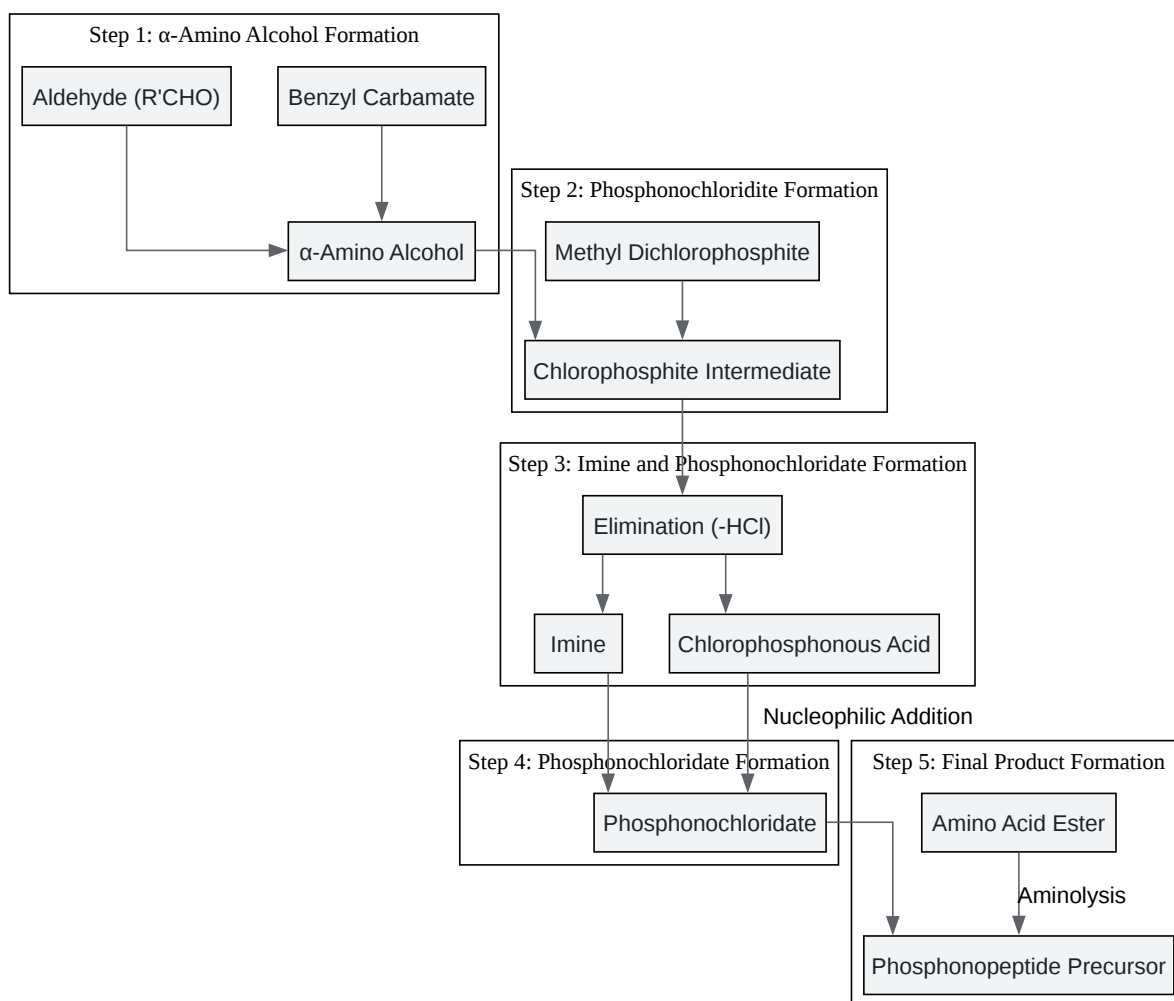 Step 1: α-Amino Alcohol Formation
Aldehyde (R'CHO)
Benzyl Carbamate
α-Amino Alcohol
Step 2: Phosphonochloridite Formation
Methyl Dichlorophosphite
Chlorophosphite Intermediate
Step 3: Imine and Phosphonochloridate Formation
Elimination (-HCl)
Imine
Chlorophosphonous Acid
Nucleophilic Addition
Step 4: Phosphonochloridate Formation
Phosphonochloridate
Step 5: Final Product Formation
Amino Acid Ester
Aminolysis
Phosphonopeptide Precursor